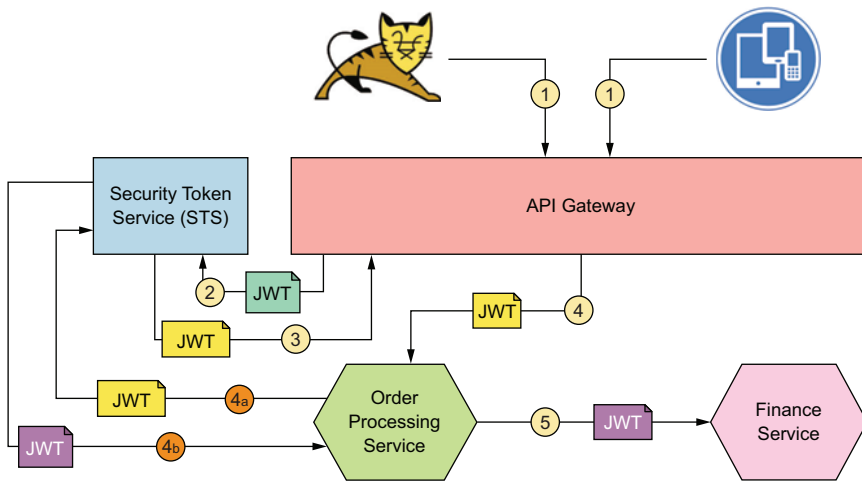 1
1
Security Token
Service (STS)
API Gateway
2
JWT
JWT
3
JWT
4
JWT
4a
Order
Processing
Service
JWT
4b
5
JWT
Finance
Service